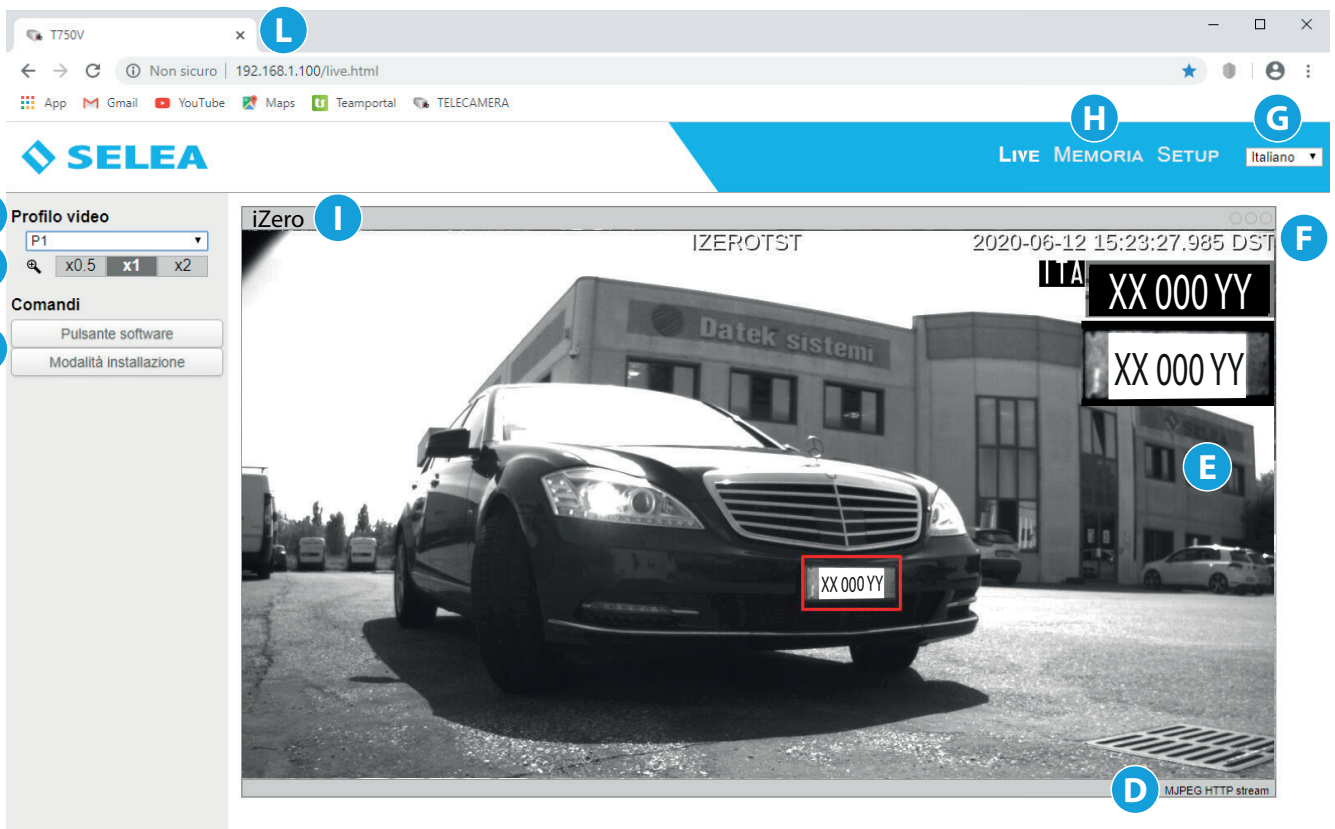 T750V
L
Non sicuro | 192.168.1.100/live.html
App Gmail YouTube Maps Teamportal TELECAMERA
H
G
SELEA
LIVE MEMORIA SETUP Italiano
Profilo video
iZero
I
P1
IZEROTST
2020-06-12 15:23:27.985 DST
F
x0.5 x1 x2
ITA
XX 000 YY
Comandi
Pulsante software
Datek sistemi
Modalità installazione
XX 000 YY
SELEA
E
XX 000 YY
D
MJPEG HTTP stream